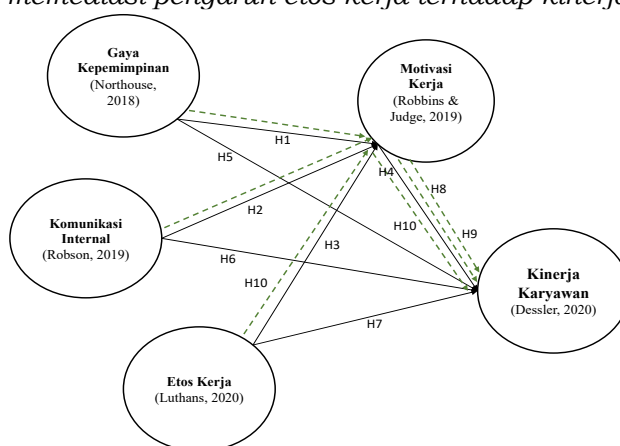 memediasi pengaruh etos kerja terhadap kinerja
Gaya
Kepemimpinan
(Northouse,
2018)
Motivasi
Kerja
(Robbins &
Judge, 2019)
H1
H5
H4
H8
Komunikasi
Internal
(Robson, 2019)
H2
H10
H9
H3
H6
H10
Kinerja
Karyawan
(Dessler, 2020)
H7
Etos Kerja
(Luthans, 2020)